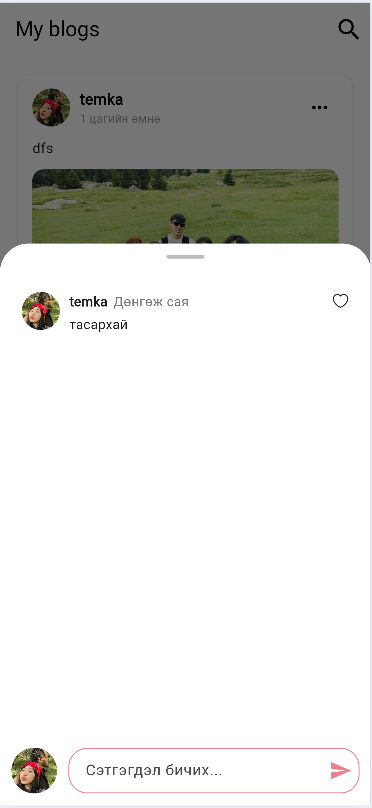 My blogs
temka
1 цагийн өмнө
dfs
temka Дөнгөж сая
тасархай
Сэтгэгдэл бичих...